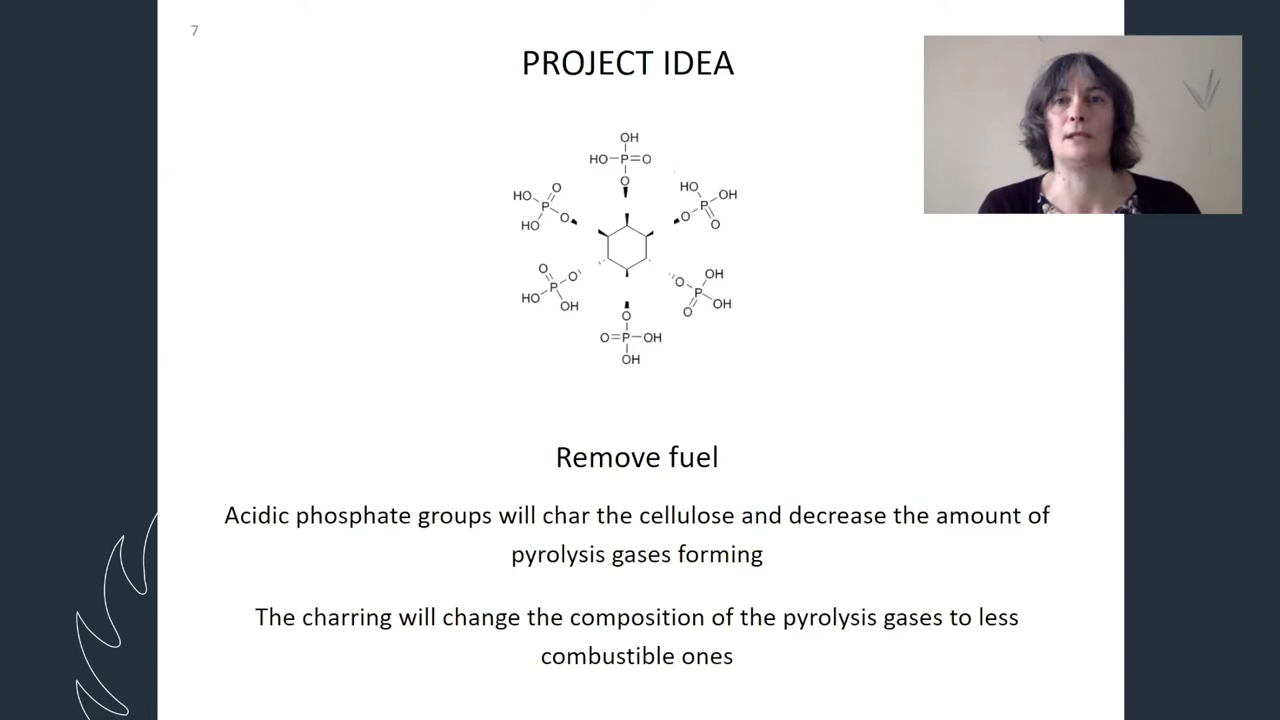 7
PROJECT IDEA
OH
HO-P=O
O
HO O
P
HO O
HO OH
P
O O
O O
P
HO OH
OH
O P
O OH
O
O=P-OH
OH
Remove fuel
Acidic phosphate groups will char the cellulose and decrease the amount of
pyrolysis gases forming
The charring will change the composition of the pyrolysis gases to less
combustible ones